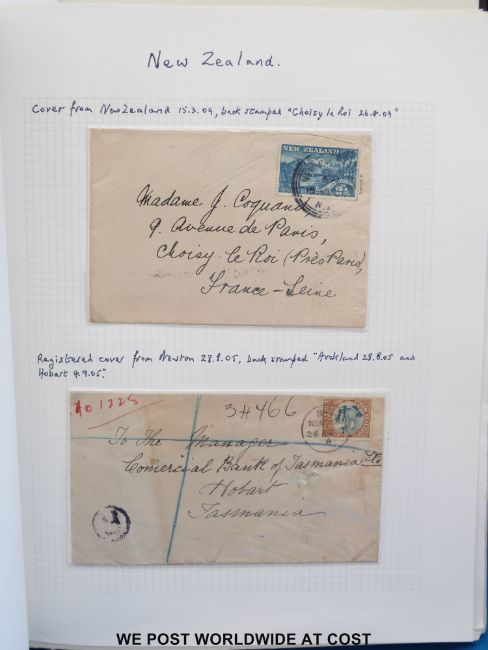 New Zealand.
Cover from New Zealand 15.3.09, back stamped "Choisy le Roi 26.4.09"
NEW ZEALAND
Madame J. Coquand,
9. Avenue de Paris,
Choisy-le-Roi (Près Paris)
France-Seine
Registered cover from Newton 28.8.05, back stamped "Auckland 28.8.05 and
Hobart 4.9.05".
1225
3H466
To The Manager
Comercial Bank of Tasmania Ltd
Hobart
Tasmania
WE POST WORLDWIDE AT COST